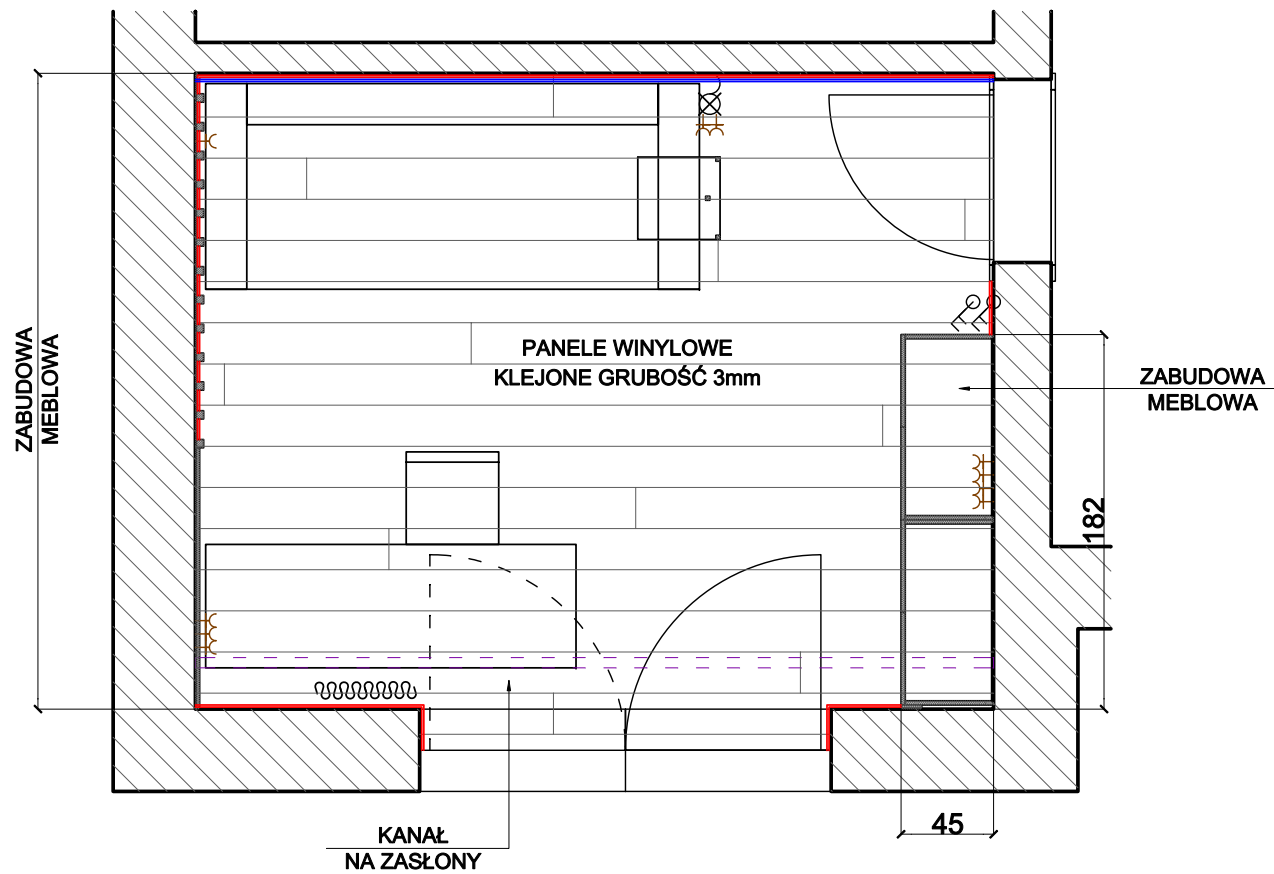 ZABUDOWA
MEBLOWA
PANELE WINYLOWE
KLEJONE GRUBOŚĆ 3mm
ZABUDOWA
MEBLOWA
182
45
KANAŁ
NA ZASŁONY